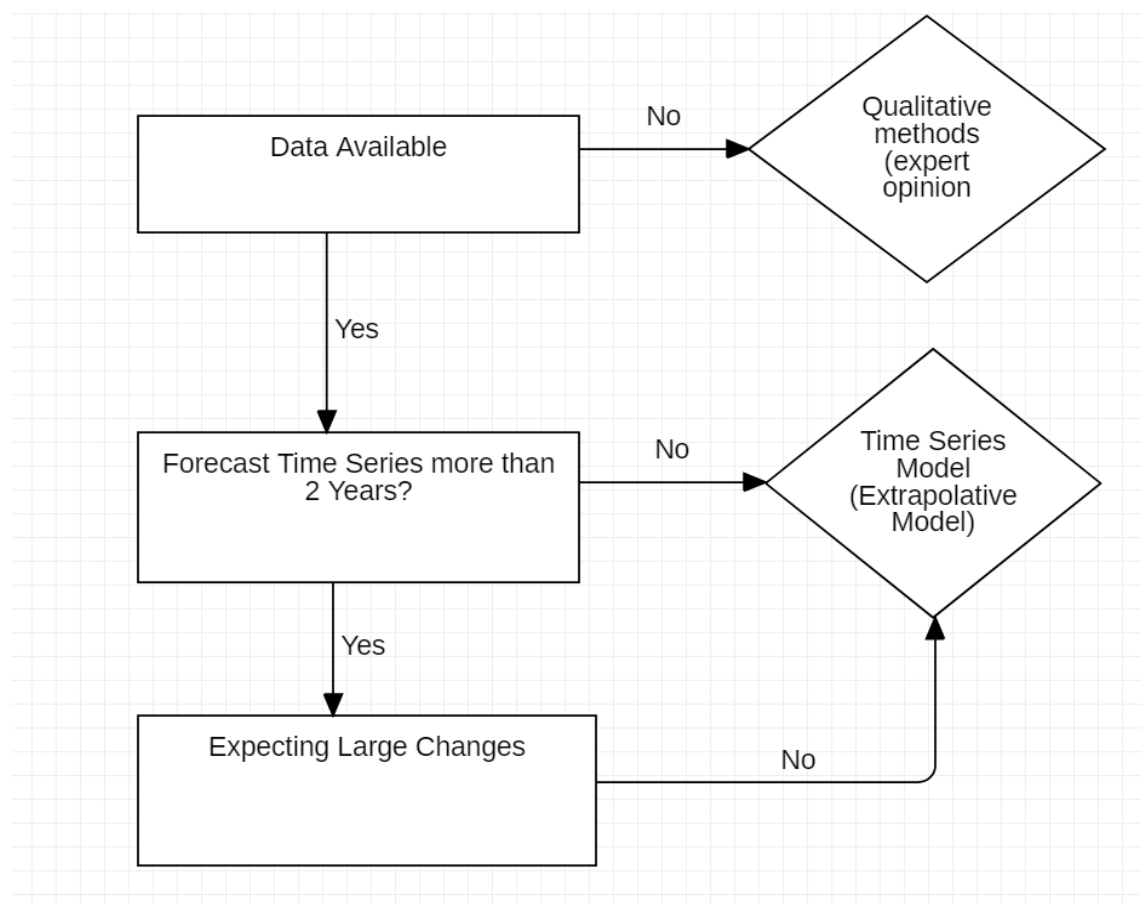 Data Available
No
Qualitative
methods
(expert
opinion
Yes
Forecast Time Series more than
2 Years?
No
Time Series
Model
(Extrapolative
Model)
Yes
Expecting Large Changes
No